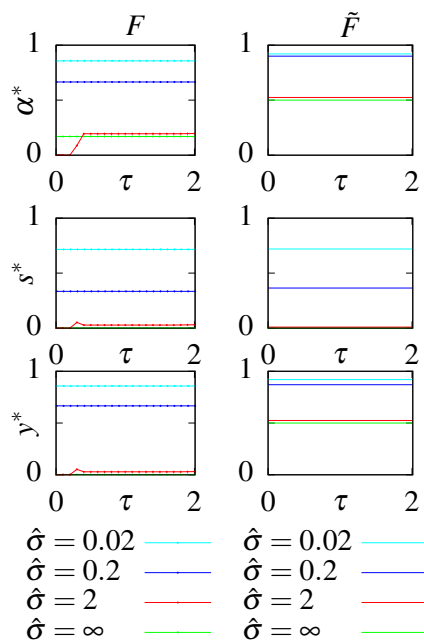 F F̃
1 1
α*
0 0
0 τ 2 0 τ 2
1 1
s*
0 0
0 τ 2 0 τ 2
1 1
y*
0 0
0 τ 2 0 τ 2
σ̂ = 0.02 σ̂ = 0.02
σ̂ = 0.2 σ̂ = 0.2
σ̂ = 2 σ̂ = 2
σ̂ = ∞ σ̂ = ∞